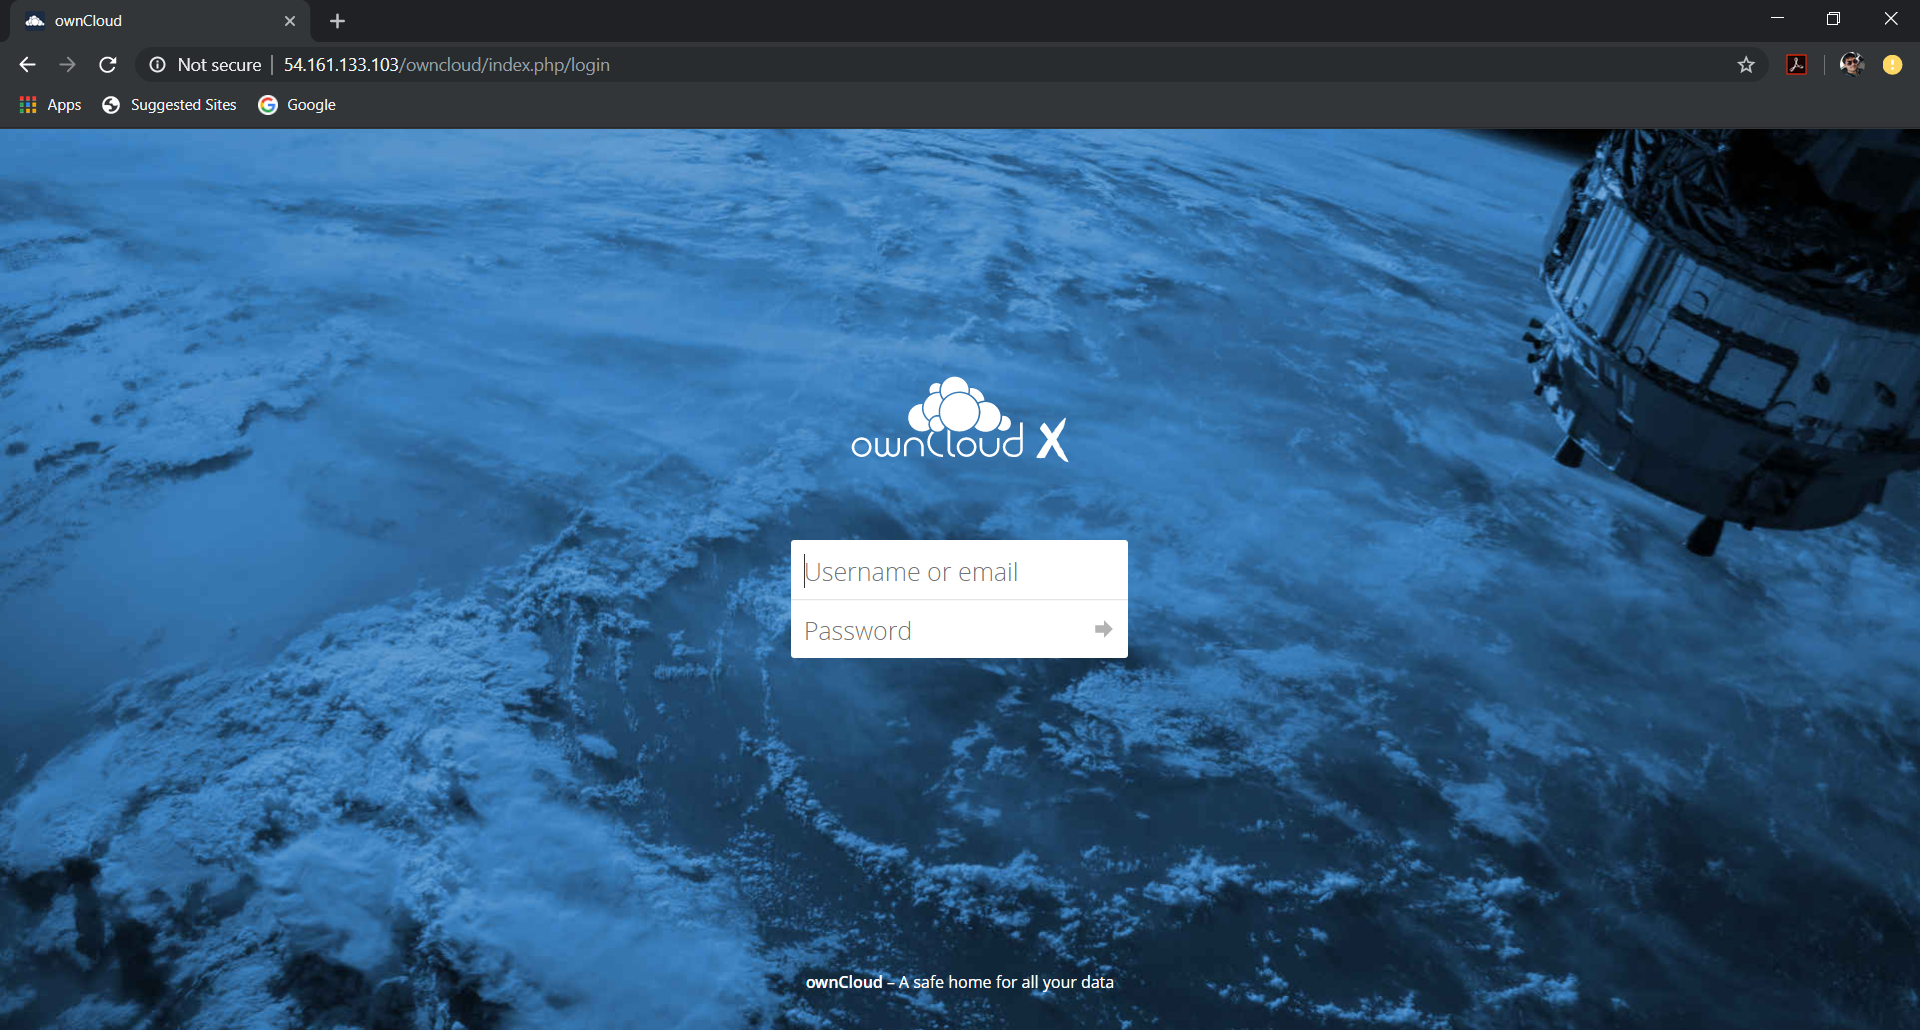 ownCloud
Not secure 54.161.133.103/owncloud/index.php/login
Apps Suggested Sites Google
ownCloud X
Username or email
Password
ownCloud – A safe home for all your data